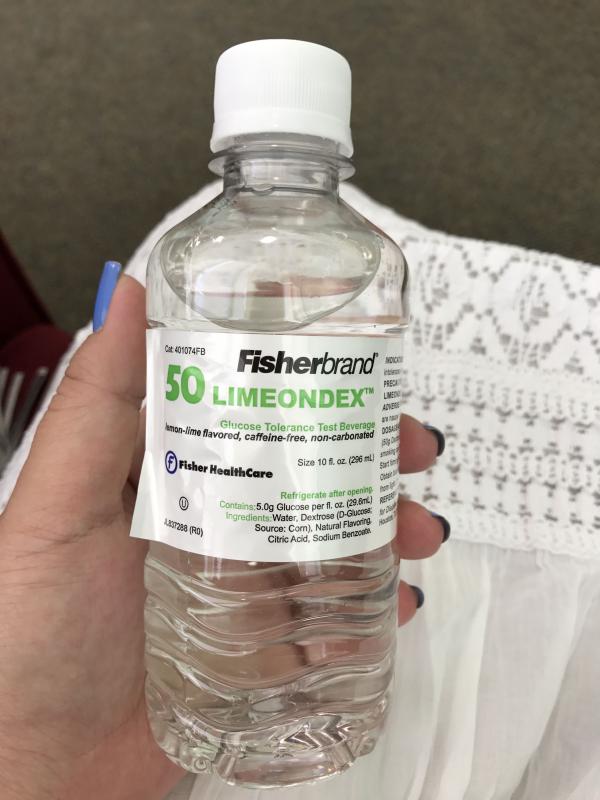 Cat: 401074FB
Fisherbrand®
50 LIMEONDEX™
Glucose Tolerance Test Beverage
lemon-lime flavored, caffeine-free, non-carbonated
Size 10 fl. oz. (296 mL)
f Fisher HealthCare
Refrigerate after opening.
Contains: 5.0g Glucose per fl. oz. (29.6mL)
Ingredients: Water, Dextrose (D-Glucose;
Source: Corn), Natural Flavoring,
Citric Acid, Sodium Benzoate.
U
JL837288 (R0)